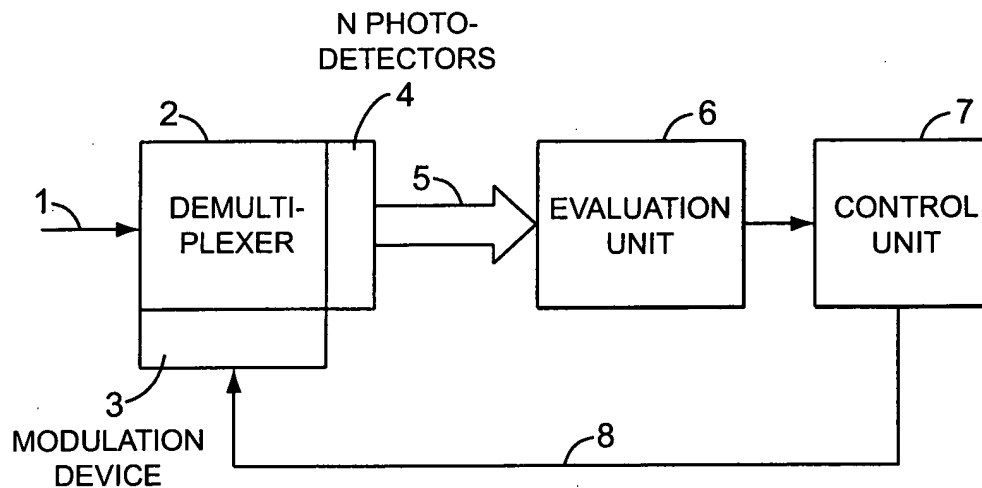 N PHOTO-
DETECTORS
4
2
6
7
1
5
DEMULTI-
PLEXER
EVALUATION
UNIT
CONTROL
UNIT
3
MODULATION
DEVICE
8